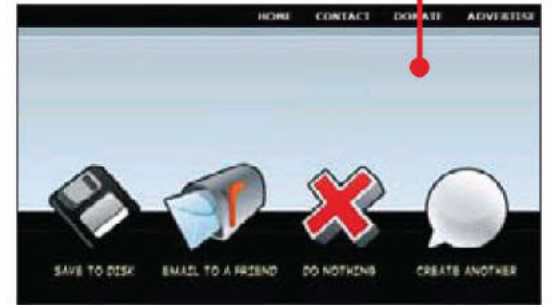 HOME CONTACT DONATE ADVERTISE
SAVE TO DISK EMAIL TO A FRIEND DO NOTHING CREATE ANOTHER